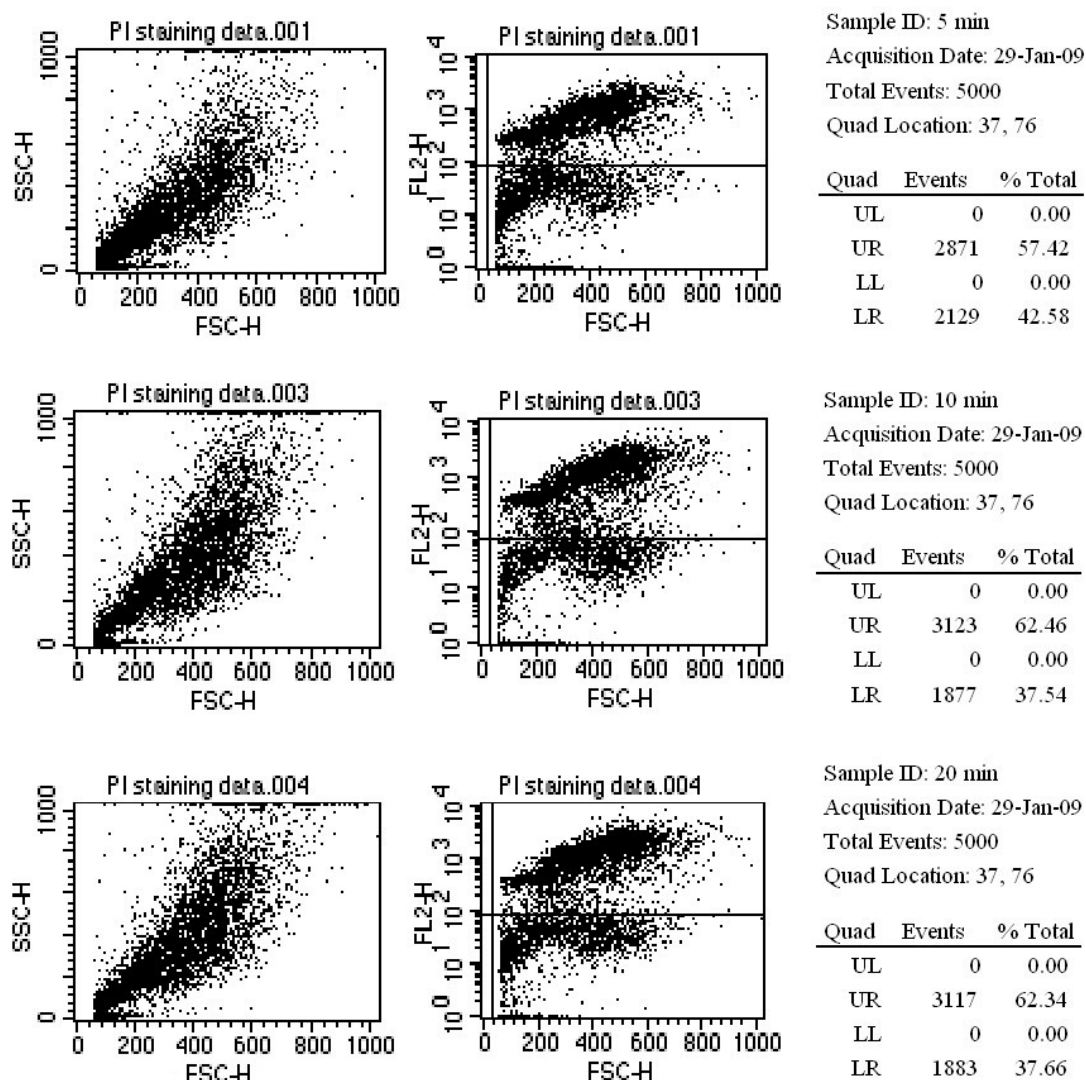 PI staining data.001
1000
SSC-H
0
0 200 400 600 800 1000
FSC-H
PI staining data.001
10^4
10^3
10^2
10^1
10^0
FL2-H
0 200 400 600 800 1000
FSC-H
Sample ID: 5 min
Acquisition Date: 29-Jan-09
Total Events: 5000
Quad Location: 37, 76
Quad Events % Total
UL 0 0.00
UR 2871 57.42
LL 0 0.00
LR 2129 42.58
PI staining data.003
1000
SSC-H
0
0 200 400 600 800 1000
FSC-H
PI staining data.003
10^4
10^3
10^2
10^1
10^0
FL2-H
0 200 400 600 800 1000
FSC-H
Sample ID: 10 min
Acquisition Date: 29-Jan-09
Total Events: 5000
Quad Location: 37, 76
Quad Events % Total
UL 0 0.00
UR 3123 62.46
LL 0 0.00
LR 1877 37.54
PI staining data.004
1000
SSC-H
0
0 200 400 600 800 1000
FSC-H
PI staining data.004
10^4
10^3
10^2
10^1
10^0
FL2-H
0 200 400 600 800 1000
FSC-H
Sample ID: 20 min
Acquisition Date: 29-Jan-09
Total Events: 5000
Quad Location: 37, 76
Quad Events % Total
UL 0 0.00
UR 3117 62.34
LL 0 0.00
LR 1883 37.66